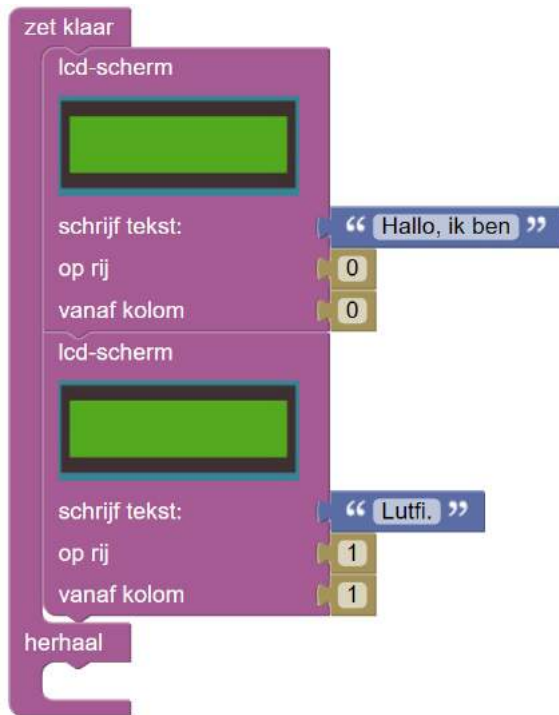 zet klaar
lcd-scherm
schrijf tekst: “ Hallo, ik ben ”
op rij 0
vanaf kolom 0
lcd-scherm
schrijf tekst: “ Lutfi. ”
op rij 1
vanaf kolom 1
herhaal